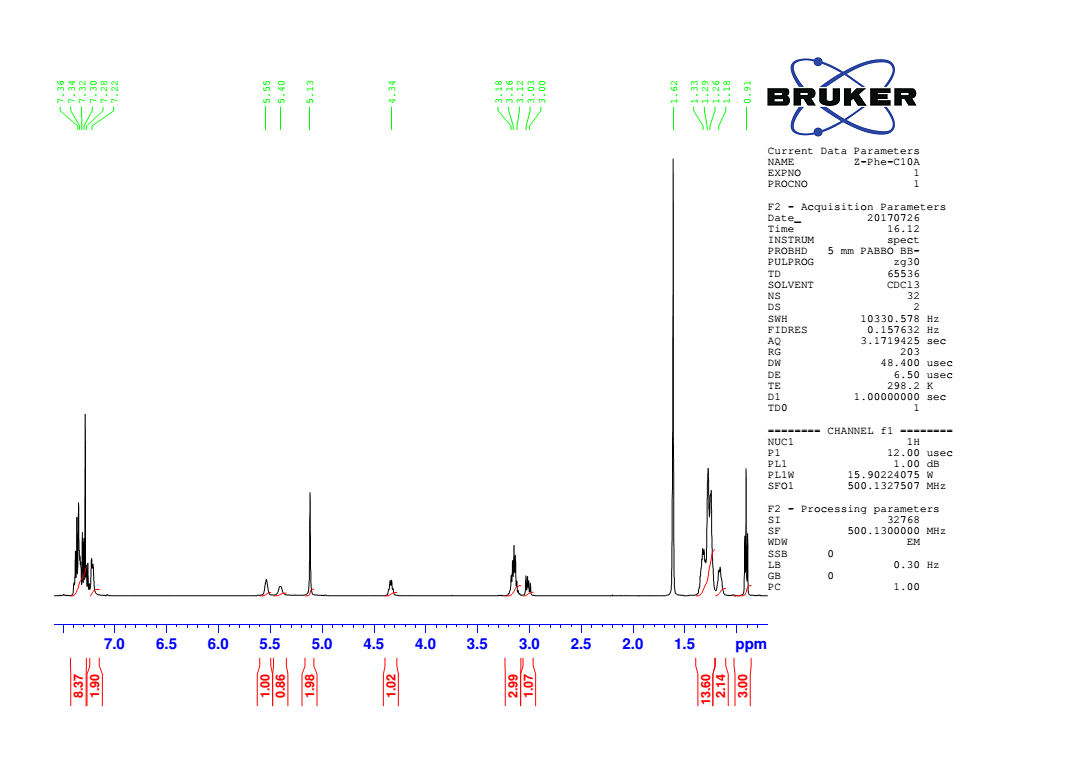 7.36
7.34
7.32
7.30
7.28
7.22
5.55
5.40
5.13
4.34
3.18
3.16
3.12
3.03
3.00
1.62
1.33
1.29
1.26
1.18
0.91
BRUKER
Current Data Parameters
NAME Z-Phe-C10A
EXPNO 1
PROCNO 1
F2 - Acquisition Parameters
Date_ 20170726
Time 16.12
INSTRUM spect
PROBHD 5 mm PABBO BB-
PULPROG zg30
TD 65536
SOLVENT CDCl3
NS 32
DS 2
SWH 10330.578 Hz
FIDRES 0.157632 Hz
AQ 3.1719425 sec
RG 203
DW 48.400 usec
DE 6.50 usec
TE 298.2 K
D1 1.00000000 sec
TD0 1
======== CHANNEL f1 ========
NUC1 1H
P1 12.00 usec
PL1 1.00 dB
PL1W 15.90224075 W
SFO1 500.1327507 MHz
F2 - Processing parameters
SI 32768
SF 500.1300000 MHz
WDW EM
SSB 0
LB 0.30 Hz
GB 0
PC 1.00
7.0 6.5 6.0 5.5 5.0 4.5 4.0 3.5 3.0 2.5 2.0 1.5 ppm
8.37
1.90
1.00
0.86
1.98
1.02
2.99
1.07
13.60
2.14
3.00